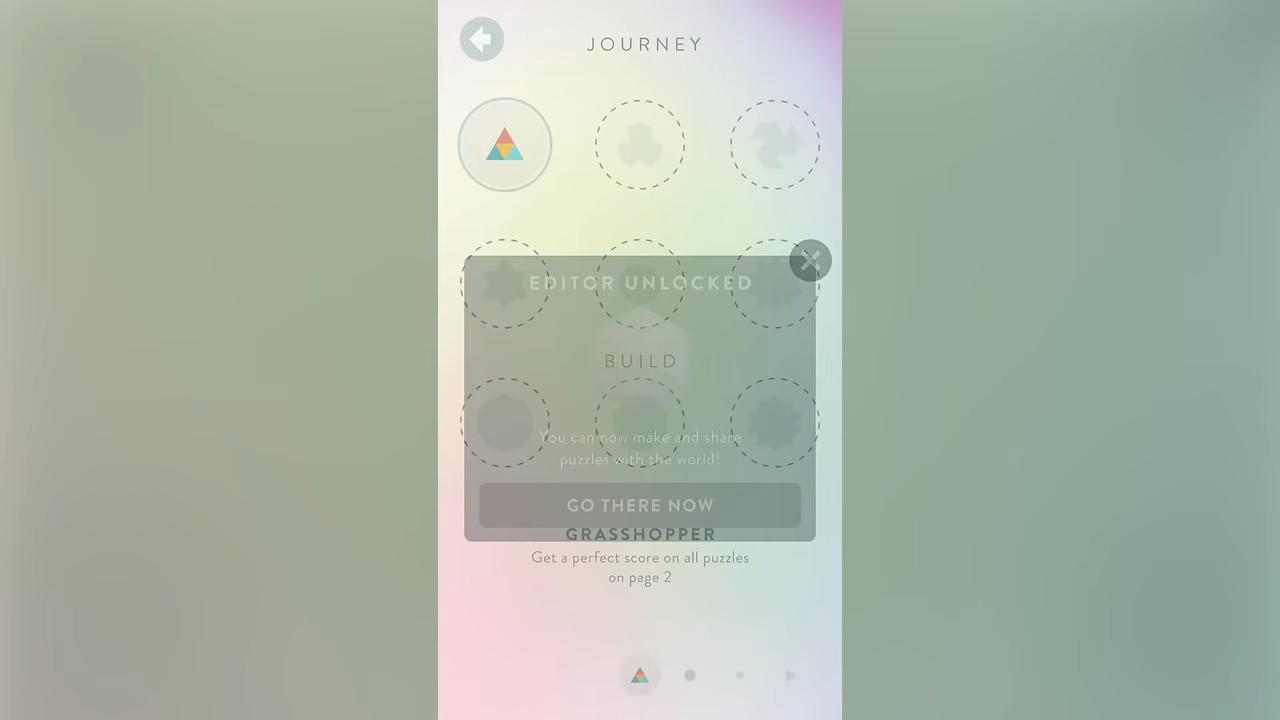 JOURNEY
EDITOR UNLOCKED
BUILD
You can now make and share
puzzles with the world!
GO THERE NOW
GRASSHOPPER
Get a perfect score on all puzzles
on page 2